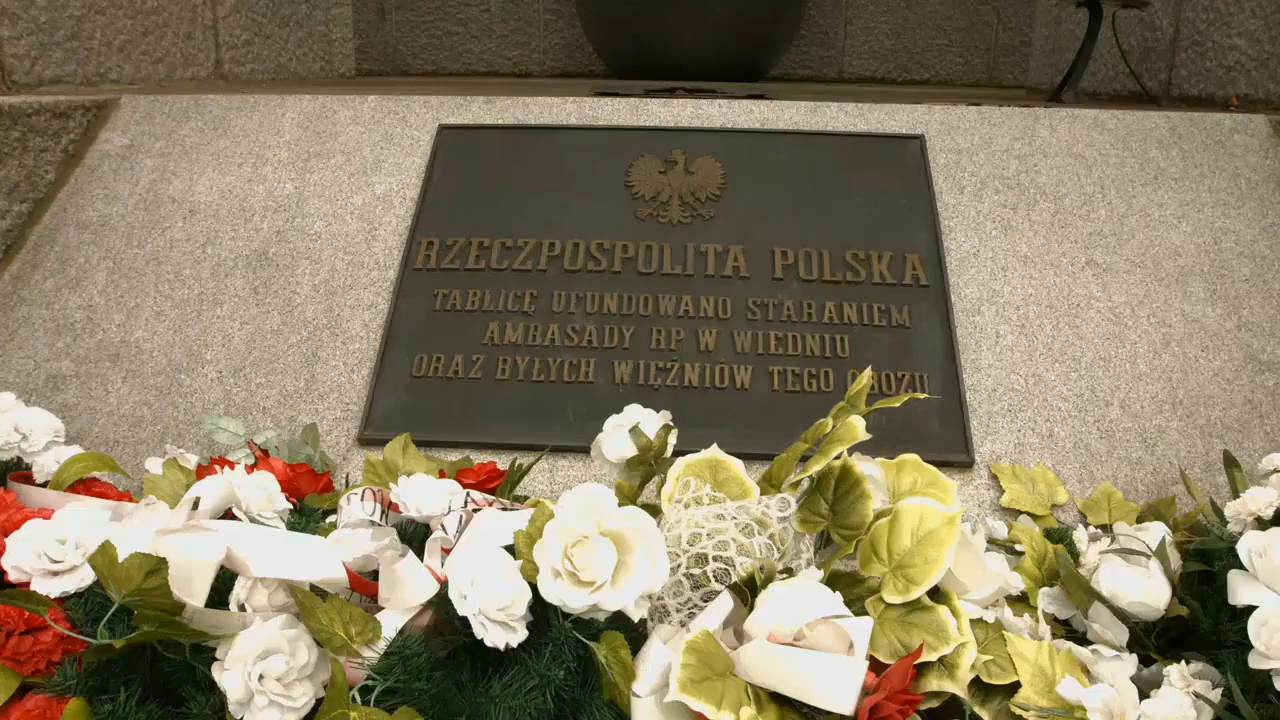 RZECZPOSPOLITA POLSKA
TABLICĘ UFUNDOWANO STARANIEM
AMBASADY RP W WIEDNIU
ORAZ BYŁYCH WIĘŹNIÓW TEGO OBOZU